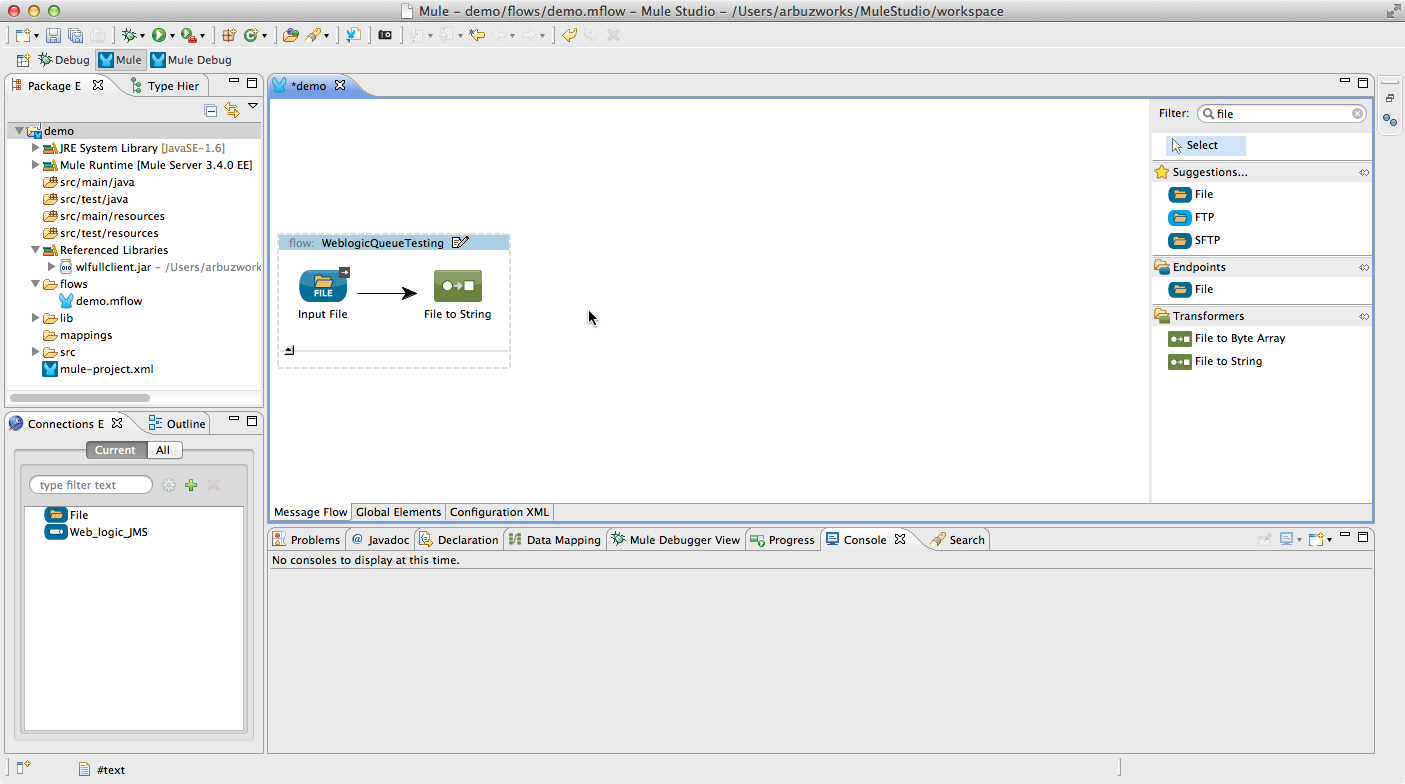 Mule – demo/flows/demo.mflow – Mule Studio – /Users/arbuzworks/MuleStudio/workspace
Debug Mule Mule Debug
Package E Type Hier
demo
JRE System Library [JavaSE-1.6]
Mule Runtime [Mule Server 3.4.0 EE]
src/main/java
src/test/java
src/main/resources
src/test/resources
Referenced Libraries
wlfullclient.jar – /Users/arbuzwork
flows
demo.mflow
lib
mappings
src
mule-project.xml
Connections E Outline
Current All
type filter text
File
Web_logic_JMS
*demo
flow: WeblogicQueueTesting
FILE
Input File File to String
Message Flow Global Elements Configuration XML
Filter: file
Select
Suggestions...
File
FTP
SFTP
Endpoints
File
Transformers
File to Byte Array
File to String
Problems @ Javadoc Declaration Data Mapping Mule Debugger View Progress Console Search
No consoles to display at this time.
#text